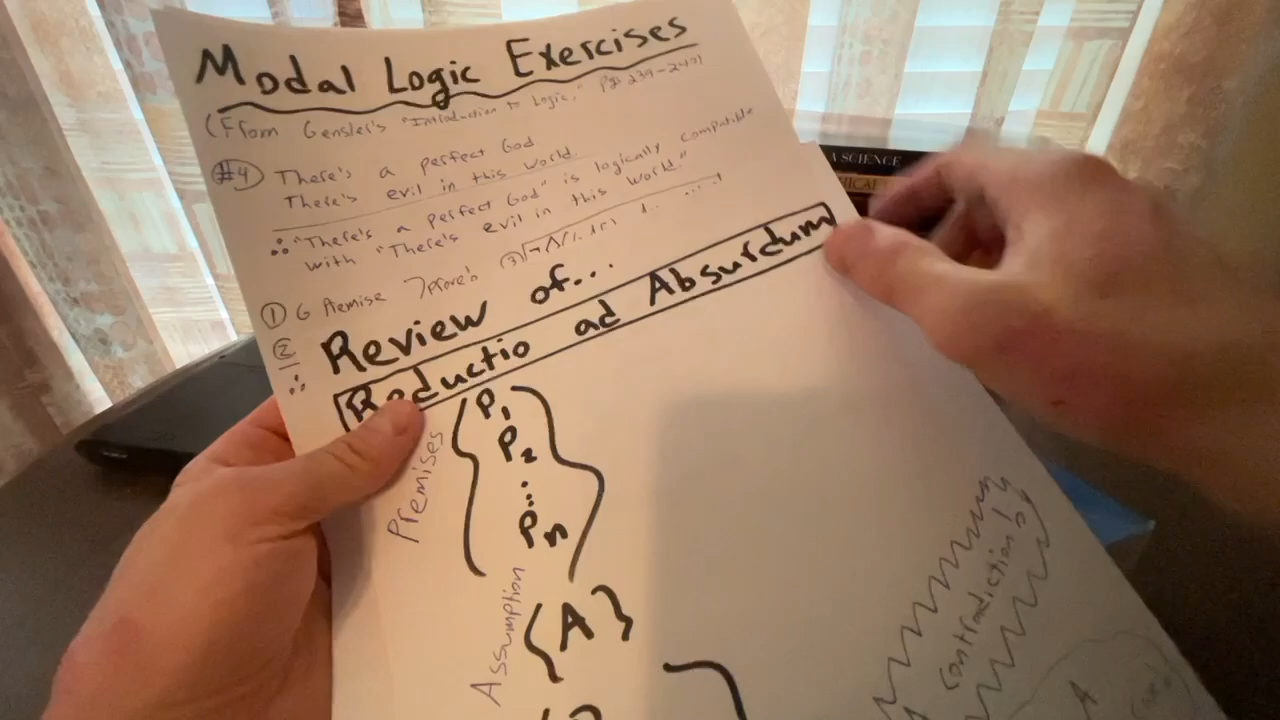 Modal Logic Exercises
(From Gensler's "Introduction to Logic," pgs 239-240)
#4 There's a perfect God
There's evil in this world.
∴ "There's a perfect God" is logically compatible
with "There's evil in this world."
① G Premise
②
∴
Review of...
Reductio ad Absurdum
Premises
P1
P2
Pn
Assumption
{A}
Contradiction!
A
A SCIENCE